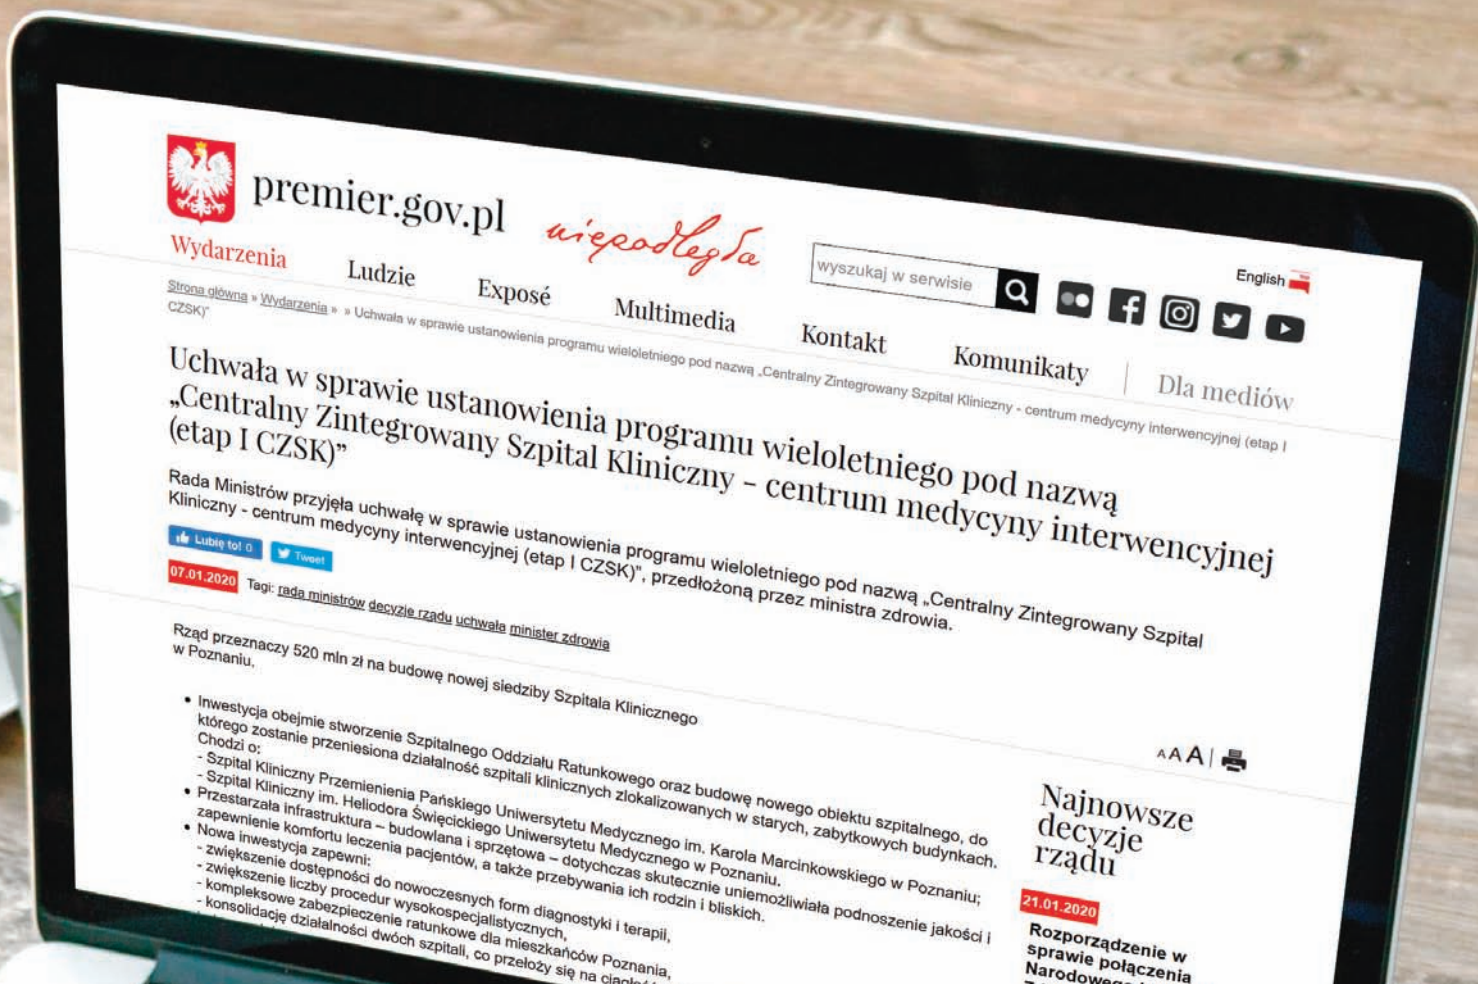 premier.gov.pl
niepodległa
wyszukaj w serwisie
English
Wydarzenia
Ludzie
Exposé
Multimedia
Kontakt
Komunikaty
Dla mediów
Strona główna » Wydarzenia » » Uchwała w sprawie ustanowienia programu wieloletniego pod nazwą „Centralny Zintegrowany Szpital Kliniczny - centrum medycyny interwencyjnej (etap I
CZSK)”
Uchwała w sprawie ustanowienia programu wieloletniego pod nazwą
„Centralny Zintegrowany Szpital Kliniczny – centrum medycyny interwencyjnej
(etap I CZSK)”
Rada Ministrów przyjęła uchwałę w sprawie ustanowienia programu wieloletniego pod nazwą „Centralny Zintegrowany Szpital
Kliniczny - centrum medycyny interwencyjnej (etap I CZSK)”, przedłożoną przez ministra zdrowia.
Lubię to! 0
Tweet
07.01.2020 Tagi: rada ministrów decyzje rządu uchwała minister zdrowia
A A A
Rząd przeznaczy 520 mln zł na budowę nowej siedziby Szpitala Klinicznego
w Poznaniu.
• Inwestycja obejmie stworzenie Szpitalnego Oddziału Ratunkowego oraz budowę nowego obiektu szpitalnego, do
którego zostanie przeniesiona działalność szpitali klinicznych zlokalizowanych w starych, zabytkowych budynkach.
Chodzi o:
- Szpital Kliniczny Przemienienia Pańskiego Uniwersytetu Medycznego im. Karola Marcinkowskiego w Poznaniu;
- Szpital Kliniczny im. Heliodora Święcickiego Uniwersytetu Medycznego w Poznaniu.
• Przestarzała infrastruktura – budowlana i sprzętowa – dotychczas skutecznie uniemożliwiała podnoszenie jakości i
zapewnienie komfortu leczenia pacjentów, a także przebywania ich rodzin i bliskich.
• Nowa inwestycja zapewni:
- zwiększenie dostępności do nowoczesnych form diagnostyki i terapii,
- zwiększenie liczby procedur wysokospecjalistycznych,
- kompleksowe zabezpieczenie ratunkowe dla mieszkańców Poznania,
- konsolidację działalności dwóch szpitali, co przełoży się na
Najnowsze
decyzje
rządu
21.01.2020
Rozporządzenie w
sprawie połączenia